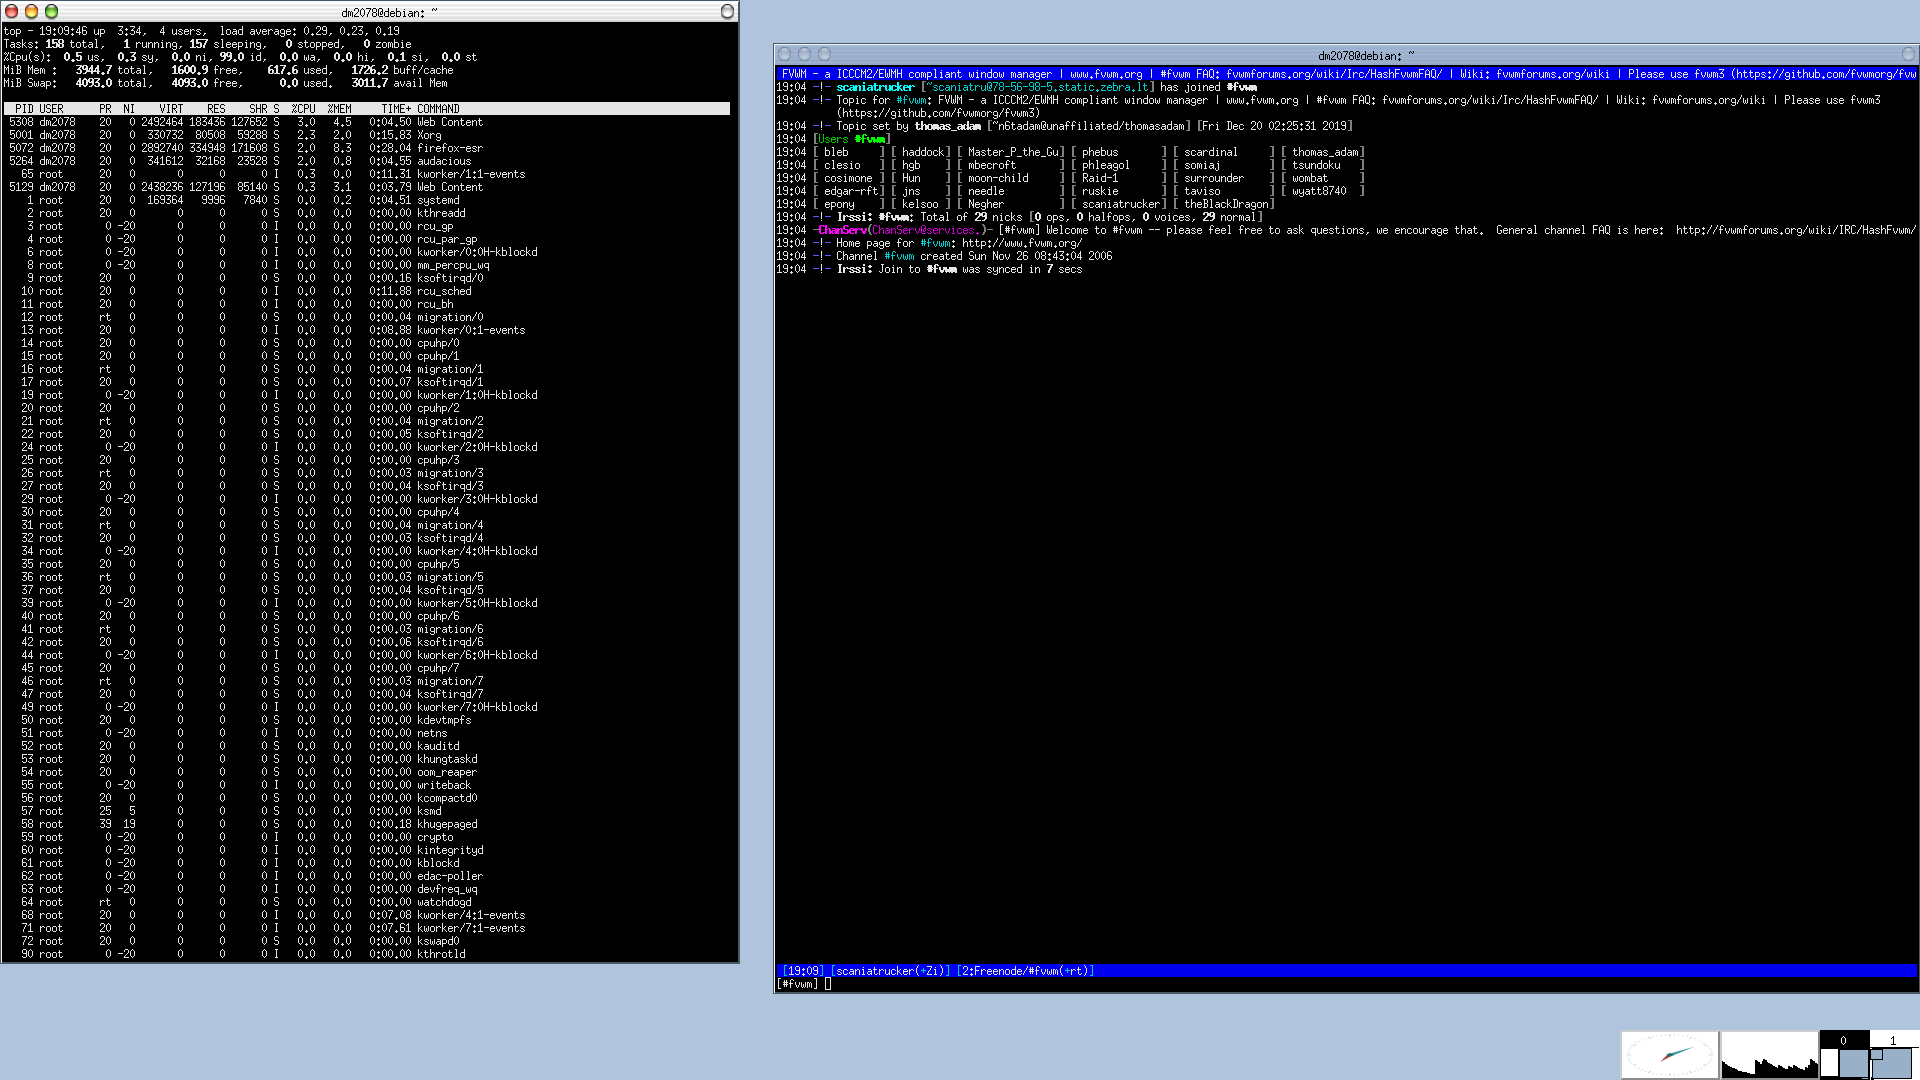 dm2078@debian: ~
top - 19:09:46 up  3:34,  4 users,  load average: 0.29, 0.23, 0.19
Tasks: 158 total,   1 running, 157 sleeping,   0 stopped,   0 zombie
%Cpu(s):  0.5 us,  0.3 sy,  0.0 ni, 99.0 id,  0.0 wa,  0.0 hi,  0.1 si,  0.0 st
MiB Mem :   3944.7 total,   1600.9 free,    617.6 used,   1726.2 buff/cache
MiB Swap:   4093.0 total,   4093.0 free,      0.0 used.   3011.7 avail Mem
PID USER PR NI VIRT RES SHR S %CPU %MEM TIME+ COMMAND
5308 dm2078 20 0 2492464 183436 127652 S 3.0 4.5 0:04.50 Web Content
5001 dm2078 20 0 330732 80508 59288 S 2.3 2.0 0:15.83 Xorg
5072 dm2078 20 0 2892740 334948 171608 S 2.0 8.3 0:28.04 firefox-esr
5264 dm2078 20 0 341612 32168 23528 S 2.0 0.8 0:04.55 audacious
65 root 20 0 0 0 0 I 0.3 0.0 0:11.31 kworker/1:1-events
5129 dm2078 20 0 2438236 127196 85140 S 0.3 3.1 0:03.79 Web Content
1 root 20 0 169364 9996 7840 S 0.0 0.2 0:04.51 systemd
2 root 20 0 0 0 0 S 0.0 0.0 0:00.00 kthreadd
3 root 0 -20 0 0 0 I 0.0 0.0 0:00.00 rcu_gp
4 root 0 -20 0 0 0 I 0.0 0.0 0:00.00 rcu_par_gp
6 root 0 -20 0 0 0 I 0.0 0.0 0:00.00 kworker/0:0H-kblockd
8 root 0 -20 0 0 0 I 0.0 0.0 0:00.00 mm_percpu_wq
9 root 20 0 0 0 0 S 0.0 0.0 0:00.16 ksoftirqd/0
10 root 20 0 0 0 0 I 0.0 0.0 0:11.88 rcu_sched
11 root 20 0 0 0 0 I 0.0 0.0 0:00.00 rcu_bh
12 root rt 0 0 0 0 S 0.0 0.0 0:00.04 migration/0
13 root 20 0 0 0 0 I 0.0 0.0 0:08.88 kworker/0:1-events
14 root 20 0 0 0 0 S 0.0 0.0 0:00.00 cpuhp/0
15 root 20 0 0 0 0 S 0.0 0.0 0:00.00 cpuhp/1
16 root rt 0 0 0 0 S 0.0 0.0 0:00.04 migration/1
17 root 20 0 0 0 0 S 0.0 0.0 0:00.07 ksoftirqd/1
19 root 0 -20 0 0 0 I 0.0 0.0 0:00.00 kworker/1:0H-kblockd
20 root 20 0 0 0 0 S 0.0 0.0 0:00.00 cpuhp/2
21 root rt 0 0 0 0 S 0.0 0.0 0:00.04 migration/2
22 root 20 0 0 0 0 S 0.0 0.0 0:00.05 ksoftirqd/2
24 root 0 -20 0 0 0 I 0.0 0.0 0:00.00 kworker/2:0H-kblockd
25 root 20 0 0 0 0 S 0.0 0.0 0:00.00 cpuhp/3
26 root rt 0 0 0 0 S 0.0 0.0 0:00.03 migration/3
27 root 20 0 0 0 0 S 0.0 0.0 0:00.04 ksoftirqd/3
29 root 0 -20 0 0 0 I 0.0 0.0 0:00.00 kworker/3:0H-kblockd
30 root 20 0 0 0 0 S 0.0 0.0 0:00.00 cpuhp/4
31 root rt 0 0 0 0 S 0.0 0.0 0:00.04 migration/4
32 root 20 0 0 0 0 S 0.0 0.0 0:00.03 ksoftirqd/4
34 root 0 -20 0 0 0 I 0.0 0.0 0:00.00 kworker/4:0H-kblockd
35 root 20 0 0 0 0 S 0.0 0.0 0:00.00 cpuhp/5
36 root rt 0 0 0 0 S 0.0 0.0 0:00.03 migration/5
37 root 20 0 0 0 0 S 0.0 0.0 0:00.04 ksoftirqd/5
39 root 0 -20 0 0 0 I 0.0 0.0 0:00.00 kworker/5:0H-kblockd
40 root 20 0 0 0 0 S 0.0 0.0 0:00.00 cpuhp/6
41 root rt 0 0 0 0 S 0.0 0.0 0:00.03 migration/6
42 root 20 0 0 0 0 S 0.0 0.0 0:00.06 ksoftirqd/6
44 root 0 -20 0 0 0 I 0.0 0.0 0:00.00 kworker/6:0H-kblockd
45 root 20 0 0 0 0 S 0.0 0.0 0:00.00 cpuhp/7
46 root rt 0 0 0 0 S 0.0 0.0 0:00.03 migration/7
47 root 20 0 0 0 0 S 0.0 0.0 0:00.04 ksoftirqd/7
49 root 0 -20 0 0 0 I 0.0 0.0 0:00.00 kworker/7:0H-kblockd
50 root 20 0 0 0 0 S 0.0 0.0 0:00.00 kdevtmpfs
51 root 0 -20 0 0 0 I 0.0 0.0 0:00.00 netns
52 root 20 0 0 0 0 S 0.0 0.0 0:00.00 kauditd
53 root 20 0 0 0 0 S 0.0 0.0 0:00.00 khungtaskd
54 root 20 0 0 0 0 S 0.0 0.0 0:00.00 oom_reaper
55 root 0 -20 0 0 0 I 0.0 0.0 0:00.00 writeback
56 root 20 0 0 0 0 S 0.0 0.0 0:00.00 kcompactd0
57 root 25 5 0 0 0 S 0.0 0.0 0:00.00 ksmd
58 root 39 19 0 0 0 S 0.0 0.0 0:00.18 khugepaged
59 root 0 -20 0 0 0 I 0.0 0.0 0:00.00 crypto
60 root 0 -20 0 0 0 I 0.0 0.0 0:00.00 kintegrityd
61 root 0 -20 0 0 0 I 0.0 0.0 0:00.00 kblockd
62 root 0 -20 0 0 0 I 0.0 0.0 0:00.00 edac-poller
63 root 0 -20 0 0 0 I 0.0 0.0 0:00.00 devfreq_wq
64 root rt 0 0 0 0 S 0.0 0.0 0:00.00 watchdogd
68 root 20 0 0 0 0 I 0.0 0.0 0:07.08 kworker/4:1-events
71 root 20 0 0 0 0 I 0.0 0.0 0:07.61 kworker/7:1-events
72 root 20 0 0 0 0 S 0.0 0.0 0:00.00 kswapd0
90 root 0 -20 0 0 0 I 0.0 0.0 0:00.00 kthrotld
dm2078@debian: ~
FVWM - a ICCCM2/EWMH compliant window manager | www.fvwm.org | #fvwm FAQ: fvwmforums.org/wiki/Irc/HashFvwmFAQ/ | Wiki: fvwmforums.org/wiki | Please use fvwm3 (https://github.com/fvwmorg/fvw
19:04 -!- scaniatrucker [~scaniatru@78-56-98-5.static.zebra.lt] has joined #fvwm
19:04 -!- Topic for #fvwm: FVWM - a ICCCM2/EWMH compliant window manager | www.fvwm.org | #fvwm FAQ: fvwmforums.org/wiki/Irc/HashFvwmFAQ/ | Wiki: fvwmforums.org/wiki | Please use fvwm3
(https://github.com/fvwmorg/fvwm3)
19:04 -!- Topic set by thomas_adam [~n6tadam@unaffiliated/thomasadam] [Fri Dec 20 02:25:31 2019]
19:04 [Users #fvwm]
19:04 [ bleb     ] [ haddock] [ Master_P_the_Gu] [ phebus       ] [ scardinal    ] [ thomas_adam]
19:04 [ clesio   ] [ hgb    ] [ mbecroft       ] [ phleagol     ] [ somiaj       ] [ tsundoku   ]
19:04 [ cosimone ] [ Hun    ] [ moon-child     ] [ Raid-1       ] [ surrounder   ] [ wombat     ]
19:04 [ edgar-rft] [ jns    ] [ needle         ] [ ruskie       ] [ taviso       ] [ wyatt8740  ]
19:04 [ epony    ] [ kelsoo ] [ Negher         ] [ scaniatrucker] [ theBlackDragon]
19:04 -!- Irssi: #fvwm: Total of 29 nicks [0 ops, 0 halfops, 0 voices, 29 normal]
19:04 -ChanServ(ChanServ@services.)- [#fvwm] Welcome to #fvwm -- please feel free to ask questions, we encourage that.  General channel FAQ is here:  http://fvwmforums.org/wiki/IRC/HashFvwm/
19:04 -!- Home page for #fvwm: http://www.fvwm.org/
19:04 -!- Channel #fvwm created Sun Nov 26 08:43:04 2006
19:04 -!- Irssi: Join to #fvwm was synced in 7 secs
[19:09] [scaniatrucker(+Zi)] [2:Freenode/#fvwm(+rt)]
[#fvwm]
0 1